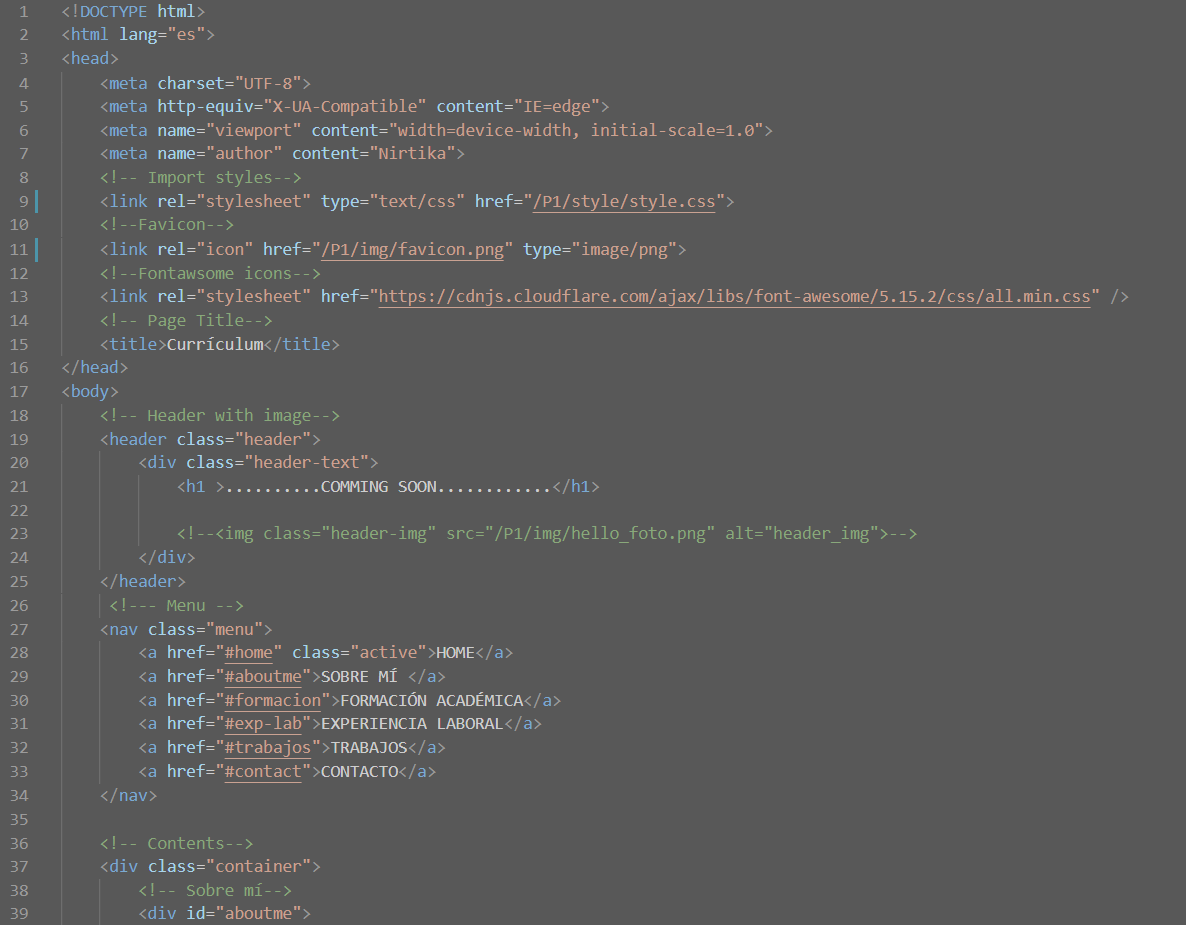 1 <!DOCTYPE html>
2 <html lang="es">
3 <head>
4 <meta charset="UTF-8">
5 <meta http-equiv="X-UA-Compatible" content="IE=edge">
6 <meta name="viewport" content="width=device-width, initial-scale=1.0">
7 <meta name="author" content="Nirtika">
8 <!-- Import styles-->
9 <link rel="stylesheet" type="text/css" href="/P1/style/style.css">
10 <!--Favicon-->
11 <link rel="icon" href="/P1/img/favicon.png" type="image/png">
12 <!--Fontawsome icons-->
13 <link rel="stylesheet" href="https://cdnjs.cloudflare.com/ajax/libs/font-awesome/5.15.2/css/all.min.css" />
14 <!-- Page Title-->
15 <title>Currículum</title>
16 </head>
17 <body>
18 <!-- Header with image-->
19 <header class="header">
20 <div class="header-text">
21 <h1 >..........COMMING SOON............</h1>
22
23 <!--<img class="header-img" src="/P1/img/hello_foto.png" alt="header_img">-->
24 </div>
25 </header>
26 <!--- Menu -->
27 <nav class="menu">
28 <a href="#home" class="active">HOME</a>
29 <a href="#aboutme">SOBRE MÍ </a>
30 <a href="#formacion">FORMACIÓN ACADÉMICA</a>
31 <a href="#exp-lab">EXPERIENCIA LABORAL</a>
32 <a href="#trabajos">TRABAJOS</a>
33 <a href="#contact">CONTACTO</a>
34 </nav>
35
36 <!-- Contents-->
37 <div class="container">
38 <!-- Sobre mí-->
39 <div id="aboutme">